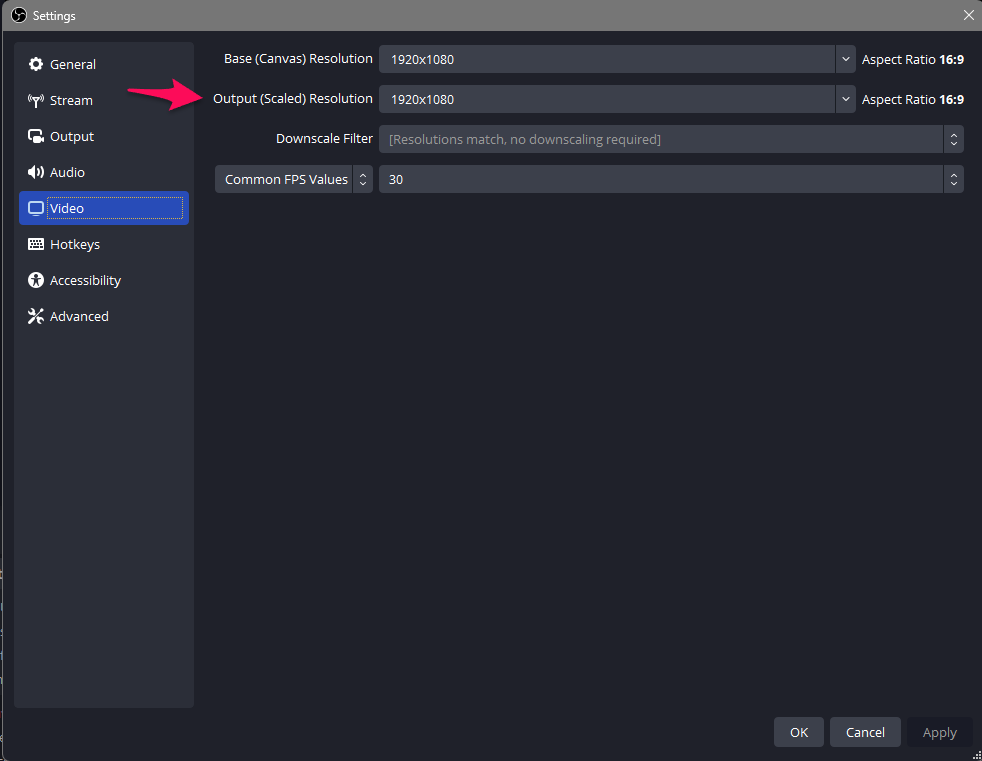 Settings
General
Stream
Output
Audio
Video
Hotkeys
Accessibility
Advanced
Base (Canvas) Resolution 1920x1080 Aspect Ratio 16:9
Output (Scaled) Resolution 1920x1080 Aspect Ratio 16:9
Downscale Filter [Resolutions match, no downscaling required]
Common FPS Values 30
OK Cancel Apply